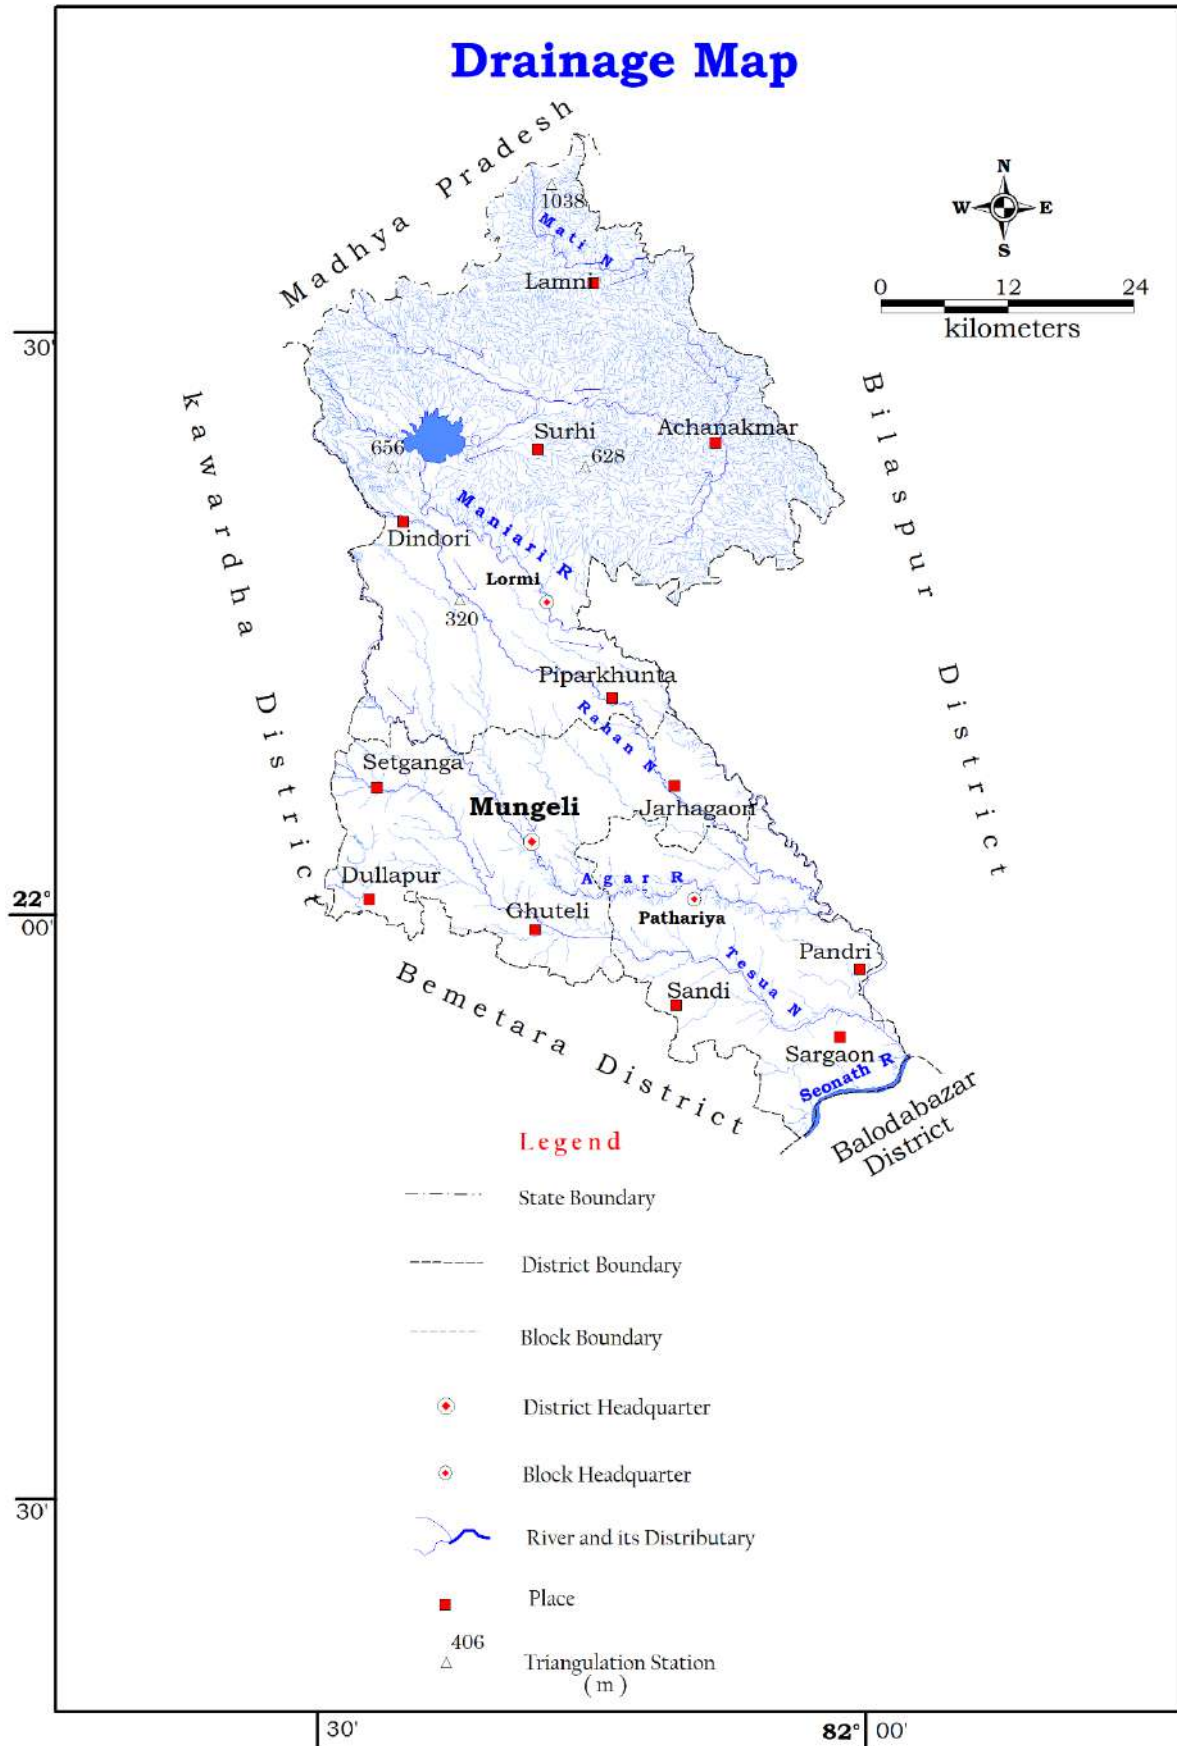 Drainage Map
Madhya Pradesh
N
W E
S
0 12 24
kilometers
1038
Mati N
Lamni
30'
kawardha District
Bilaspur District
Surhi
Achanakmar
656
628
Maniari R
Dindori
Lormi
320
Piparkhunta
Rahan N
Setganga
Mungeli
Jarhagaon
Dullapur
Agar R
22°
00'
Ghuteli
Pathariya
Tesua N
Pandri
Sandi
Bemetara District
Sargaon
Seonath R
Balodabazar
District
Legend
State Boundary
District Boundary
Block Boundary
District Headquarter
Block Headquarter
30'
River and its Distributary
Place
406
Triangulation Station
( m )
30'
82° 00'